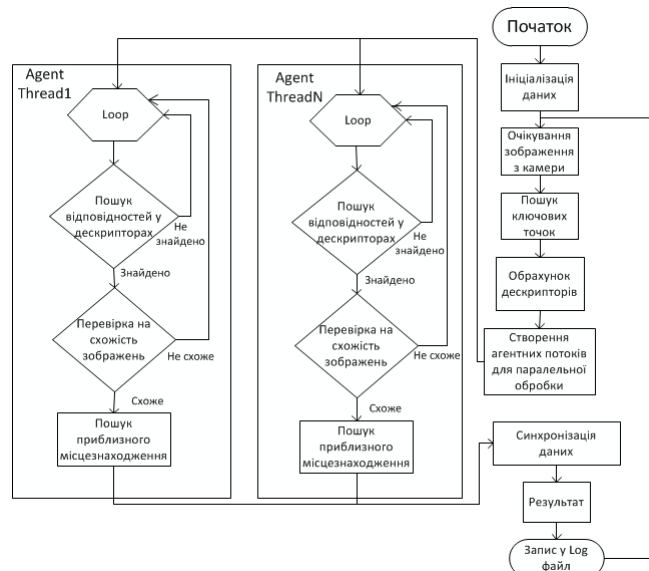 Початок
Ініціалізація
даних
Очікування
зображення
з камери
Пошук
ключових
точок
Обрахунок
дескрипторів
Створення
агентних потоків
для паралельної
обробки
Agent
Thread1
Loop
Пошук
відповідностей у
дескрипторах
Не
знайдено
Знайдено
Перевірка на
схожість
зображень
Не схоже
Схоже
Пошук
приблизного
місцезнаходження
Agent
ThreadN
Loop
Пошук
відповідностей у
дескрипторах
Не
знайдено
Знайдено
Перевірка на
схожість
зображень
Не схоже
Схоже
Пошук
приблизного
місцезнаходження
Синхронізація
даних
Результат
Запис у Log
файл